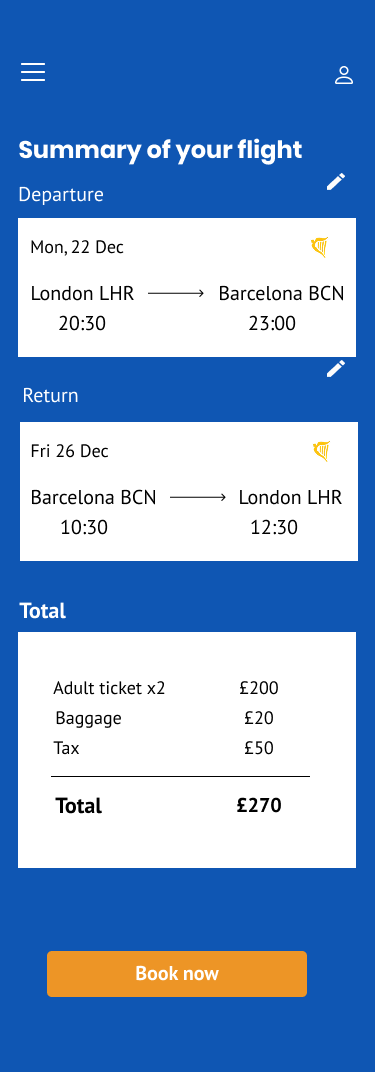 Summary of your flight
Departure
Mon, 22 Dec
London LHR Barcelona BCN
20:30 23:00
Return
Fri 26 Dec
Barcelona BCN London LHR
10:30 12:30
Total
Adult ticket x2 £200
Baggage £20
Tax £50
Total £270
Book now